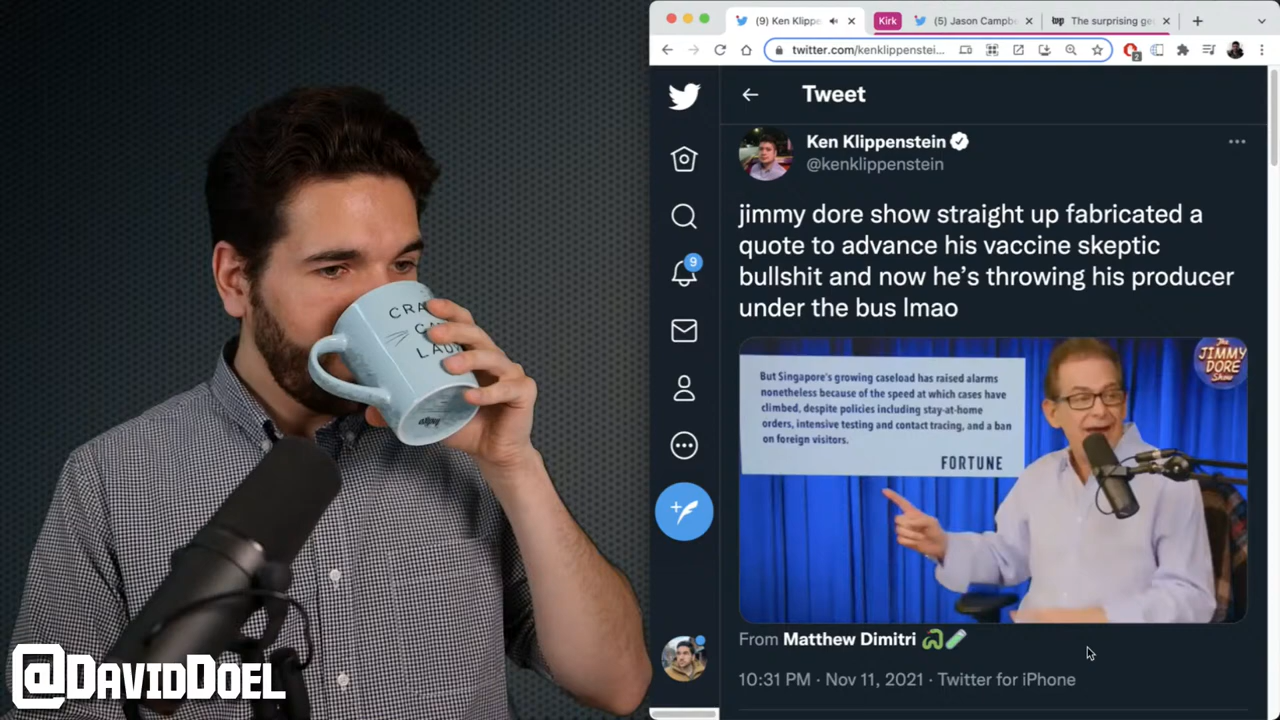 (9) Ken Klippe
Kirk
(5) Jason Campbe
The surprising ge
twitter.com/kenklippenstei...
2
Tweet
Ken Klippenstein
@kenklippenstein
jimmy dore show straight up fabricated a
quote to advance his vaccine skeptic
bullshit and now he's throwing his producer
under the bus lmao
9
But Singapore's growing caseload has raised alarms
nonetheless because of the speed at which cases have
climbed, despite policies including stay-at-home
orders, intensive testing and contact tracing, and a ban
on foreign visitors.
FORTUNE
The
JIMMY
DORE
Show
From Matthew Dimitri
10:31 PM · Nov 11, 2021 · Twitter for iPhone
@DAVIDDOEL